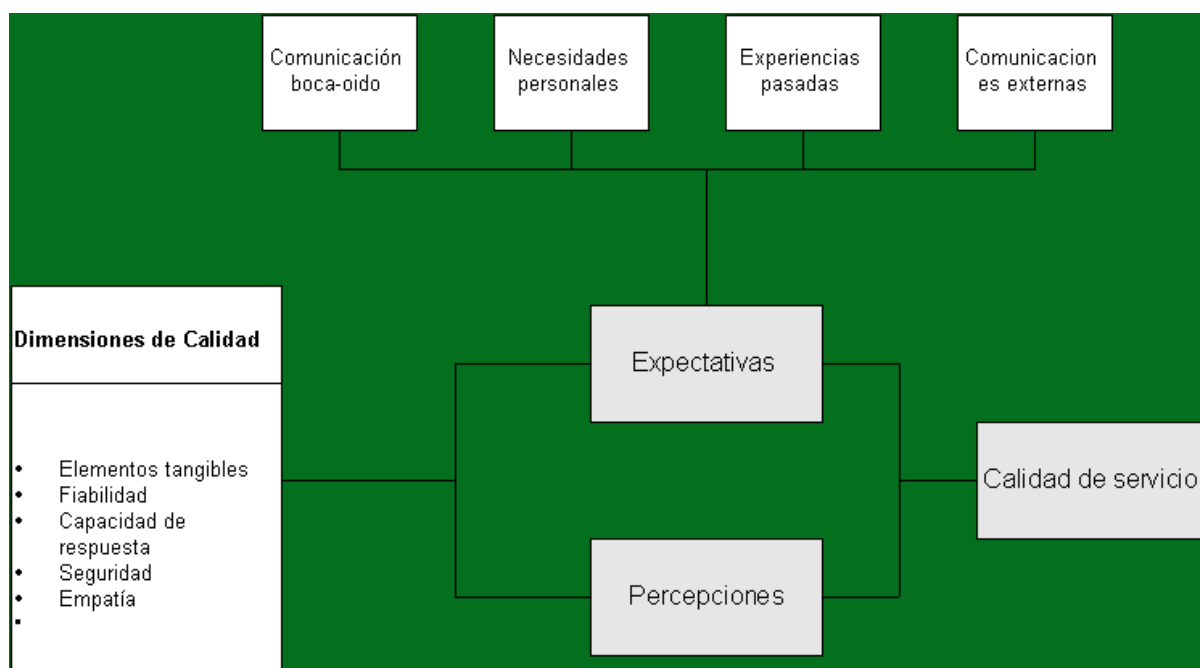 Comunicación
boca-oido
Necesidades
personales
Experiencias
pasadas
Comunicacion
es externas
Dimensiones de Calidad
• Elementos tangibles
• Fiabilidad
• Capacidad de
respuesta
• Seguridad
• Empatía
•
Expectativas
Percepciones
Calidad de servicio